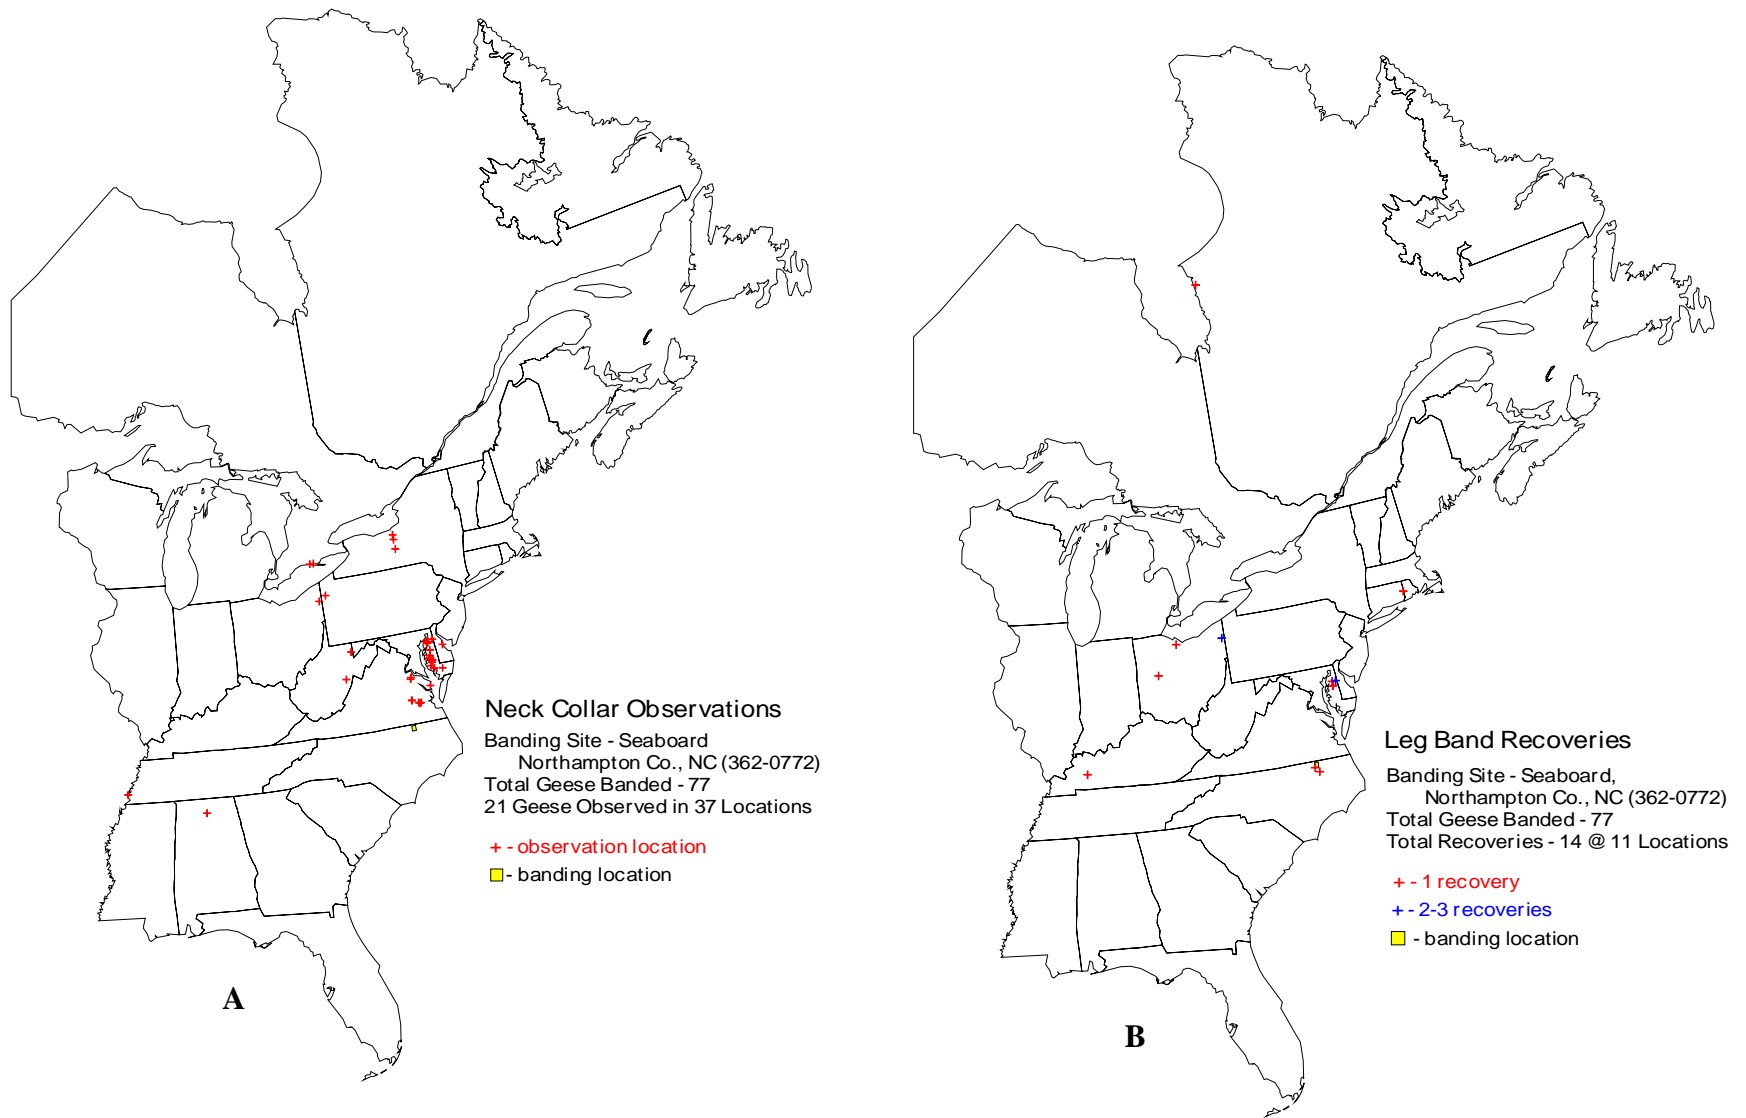 Neck Collar Observations
Banding Site - Seaboard
Northampton Co., NC (362-0772)
Total Geese Banded - 77
21 Geese Observed in 37 Locations
+ - observation location
- banding location
A
Leg Band Recoveries
Banding Site - Seaboard,
Northampton Co., NC (362-0772)
Total Geese Banded - 77
Total Recoveries - 14 @ 11 Locations
+ - 1 recovery
+ - 2-3 recoveries
- banding location
B